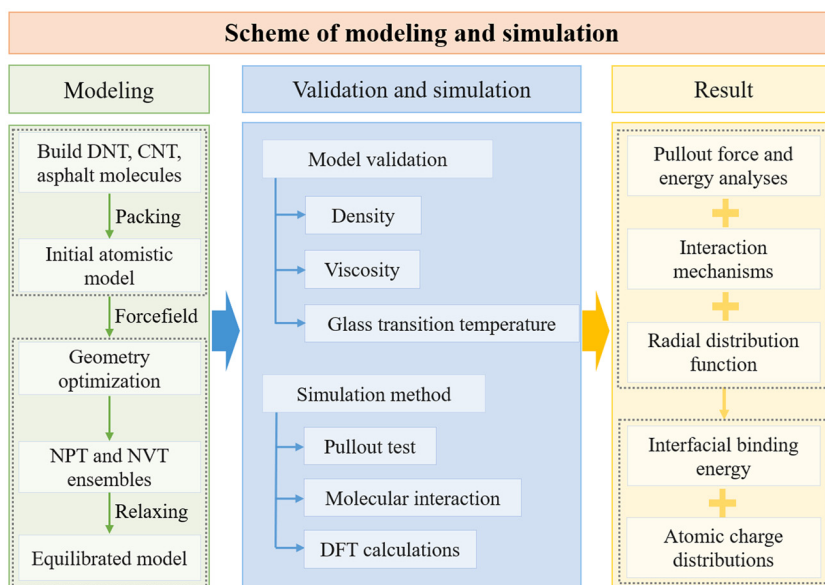 Scheme of modeling and simulation
Modeling
Build DNT, CNT,
asphalt molecules
Packing
Initial atomistic
model
Forcefield
Geometry
optimization
NPT and NVT
ensembles
Relaxing
Equilibrated model
Validation and simulation
Model validation
Density
Viscosity
Glass transition temperature
Simulation method
Pullout test
Molecular interaction
DFT calculations
Result
Pullout force and
energy analyses
Interaction
mechanisms
Radial distribution
function
Interfacial binding
energy
Atomic charge
distributions